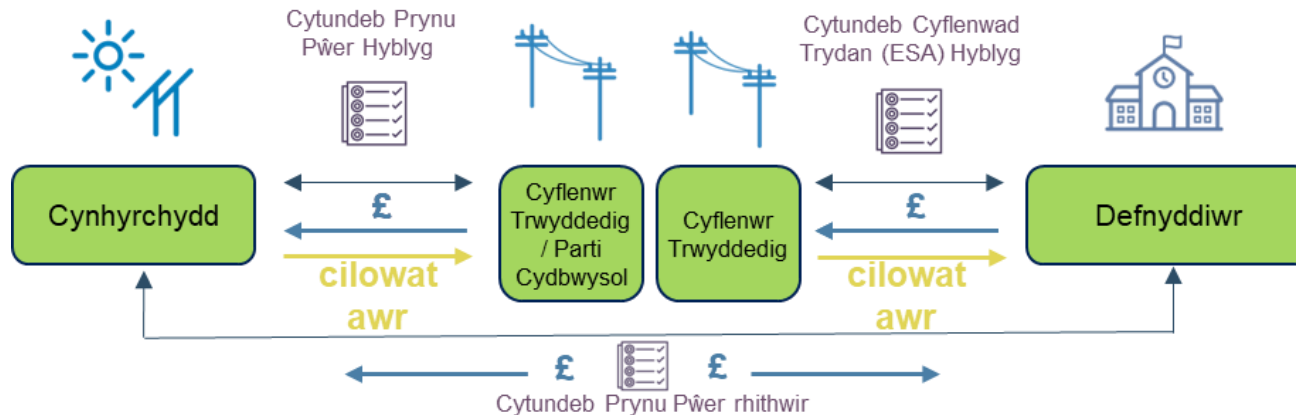 Cytundeb Prynu
Pŵer Hyblyg
Cytundeb Cyflenwad
Trydan (ESA) Hyblyg
Cynhyrchydd
£
cilowat
awr
Cyflenwr
Trwyddedig
/ Parti
Cydbwysol
Cyflenwr
Trwyddedig
£
cilowat
awr
Defnyddiwr
£
£
Cytundeb Prynu Pŵer rhithwir